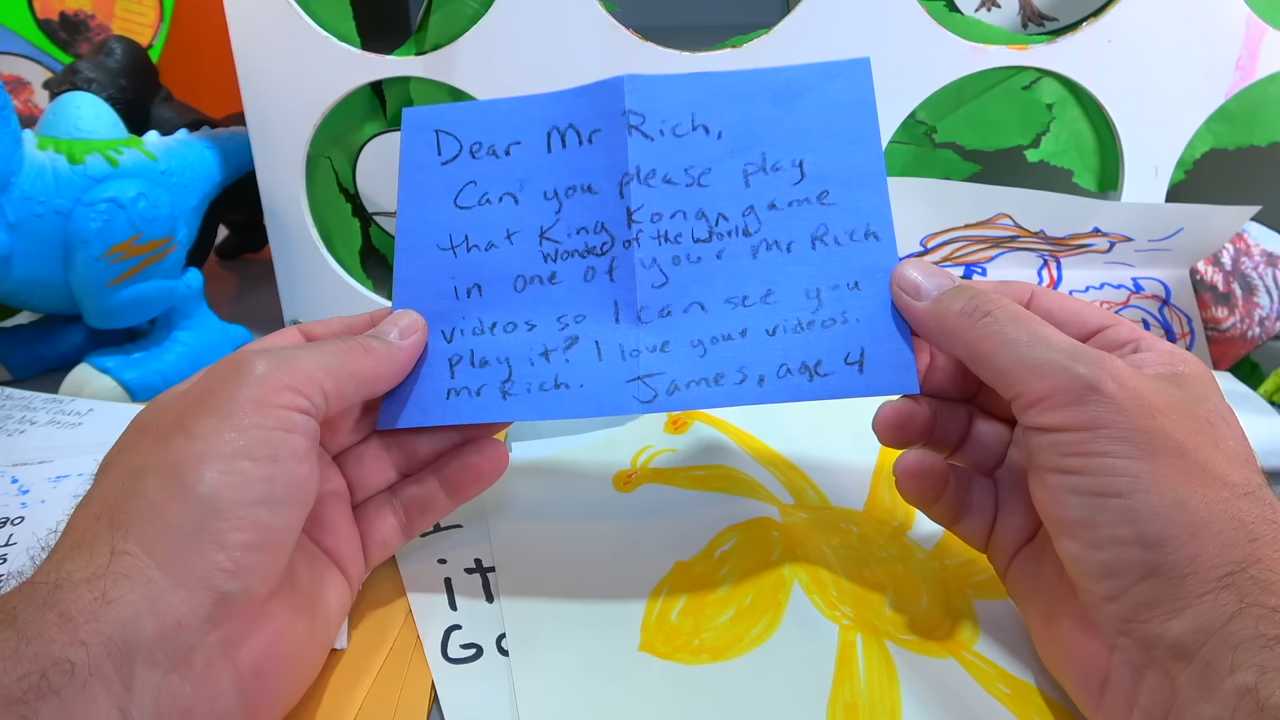 Dear Mr Rich,
Can you please play
that King Kong game
Wonder of the World
in one of your Mr Rich
videos so I can see you
play it? I love your videos.
mr Rich. James, age 4
it